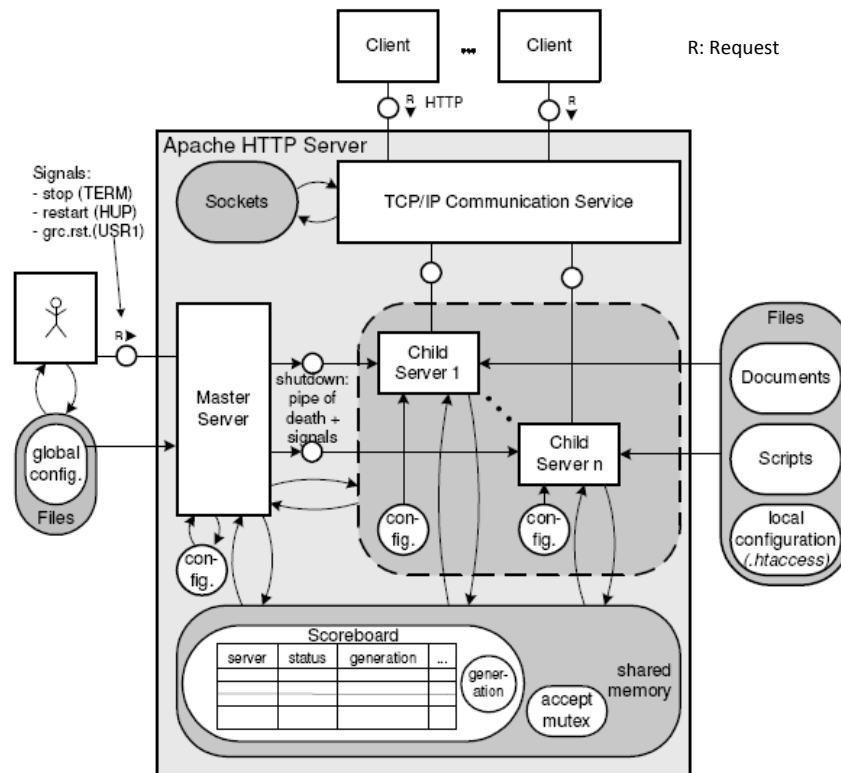 Client
...
Client
R: Request
R
HTTP
R
Apache HTTP Server
Signals:
- stop (TERM)
- restart (HUP)
- grc.rst.(USR1)
Sockets
TCP/IP Communication Service
R
Master
Server
shutdown:
pipe of
death +
signals
Child
Server 1
Child
Server n
Files
Documents
Scripts
local
configuration
(.htaccess)
global
config.
Files
con-
fig.
con-
fig.
con-
fig.
Scoreboard
server status generation ...
gener-
ation
shared
memory
accept
mutex